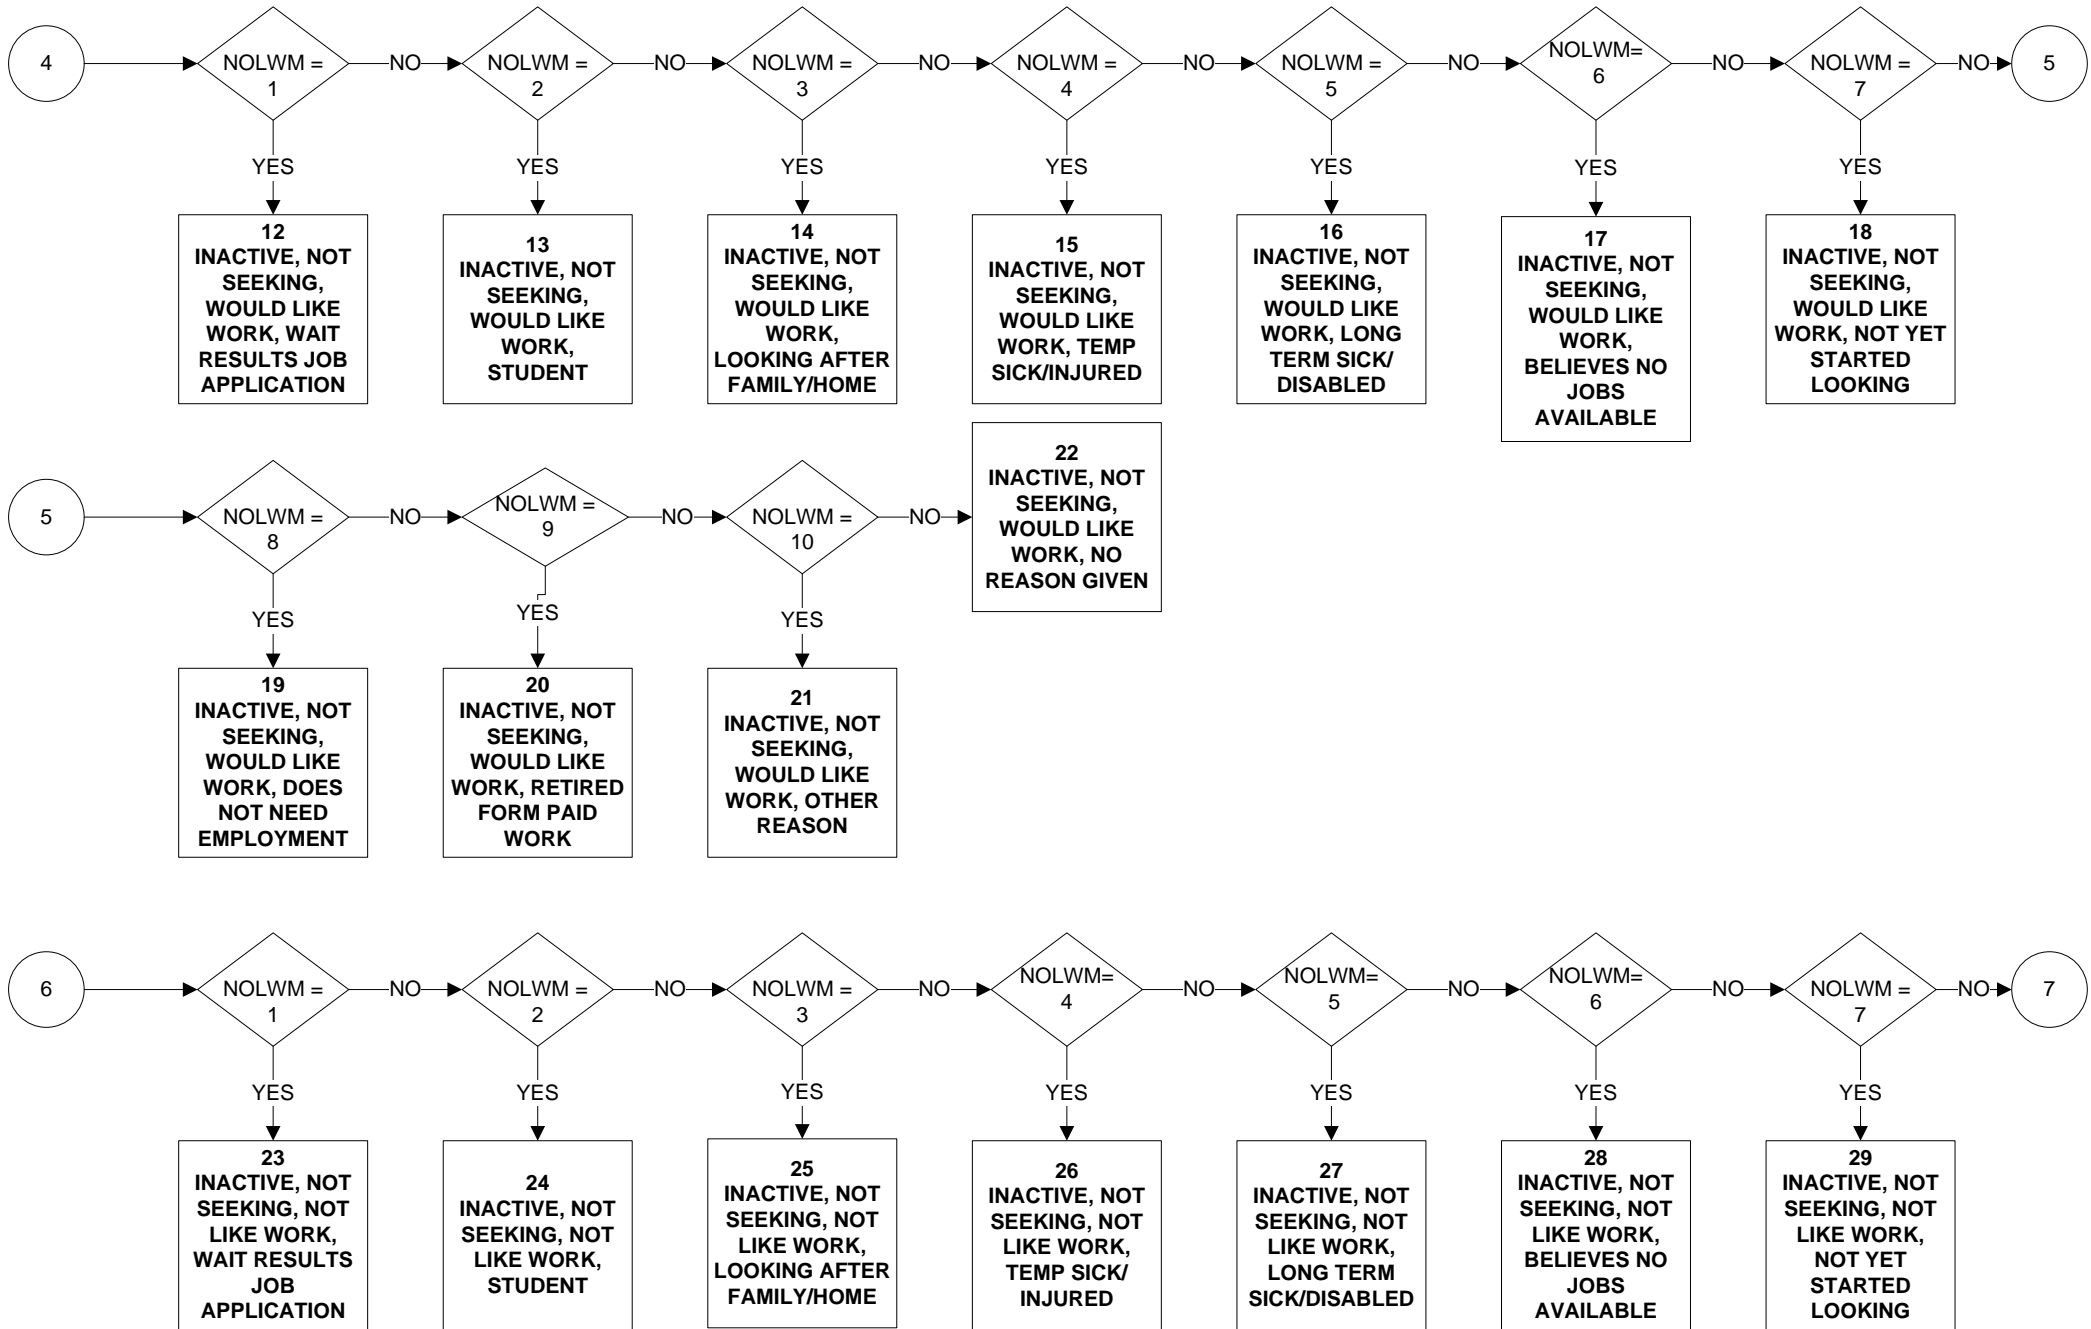 4
NOLWM =
1
NO
NOLWM =
2
NO
NOLWM =
3
NO
NOLWM =
4
NO
NOLWM =
5
NO
NOLWM=
6
NO
NOLWM =
7
NO
5
YES
YES
YES
YES
YES
YES
YES
12
INACTIVE, NOT
SEEKING,
WOULD LIKE
WORK, WAIT
RESULTS JOB
APPLICATION
13
INACTIVE, NOT
SEEKING,
WOULD LIKE
WORK,
STUDENT
14
INACTIVE, NOT
SEEKING,
WOULD LIKE
WORK,
LOOKING AFTER
FAMILY/HOME
15
INACTIVE, NOT
SEEKING,
WOULD LIKE
WORK, TEMP
SICK/INJURED
16
INACTIVE, NOT
SEEKING,
WOULD LIKE
WORK, LONG
TERM SICK/
DISABLED
17
INACTIVE, NOT
SEEKING,
WOULD LIKE
WORK,
BELIEVES NO
JOBS
AVAILABLE
18
INACTIVE, NOT
SEEKING,
WOULD LIKE
WORK, NOT YET
STARTED
LOOKING
5
NOLWM =
8
NO
NOLWM =
9
NO
NOLWM =
10
NO
22
INACTIVE, NOT
SEEKING,
WOULD LIKE
WORK, NO
REASON GIVEN
YES
YES
YES
19
INACTIVE, NOT
SEEKING,
WOULD LIKE
WORK, DOES
NOT NEED
EMPLOYMENT
20
INACTIVE, NOT
SEEKING,
WOULD LIKE
WORK, RETIRED
FORM PAID
WORK
21
INACTIVE, NOT
SEEKING,
WOULD LIKE
WORK, OTHER
REASON
6
NOLWM =
1
NO
NOLWM =
2
NO
NOLWM =
3
NO
NOLWM=
4
NO
NOLWM=
5
NO
NOLWM=
6
NO
NOLWM =
7
NO
7
YES
YES
YES
YES
YES
YES
YES
23
INACTIVE, NOT
SEEKING, NOT
LIKE WORK,
WAIT RESULTS
JOB
APPLICATION
24
INACTIVE, NOT
SEEKING, NOT
LIKE WORK,
STUDENT
25
INACTIVE, NOT
SEEKING, NOT
LIKE WORK,
LOOKING AFTER
FAMILY/HOME
26
INACTIVE, NOT
SEEKING, NOT
LIKE WORK,
TEMP SICK/
INJURED
27
INACTIVE, NOT
SEEKING, NOT
LIKE WORK,
LONG TERM
SICK/DISABLED
28
INACTIVE, NOT
SEEKING, NOT
LIKE WORK,
BELIEVES NO
JOBS
AVAILABLE
29
INACTIVE, NOT
SEEKING, NOT
LIKE WORK,
NOT YET
STARTED
LOOKING